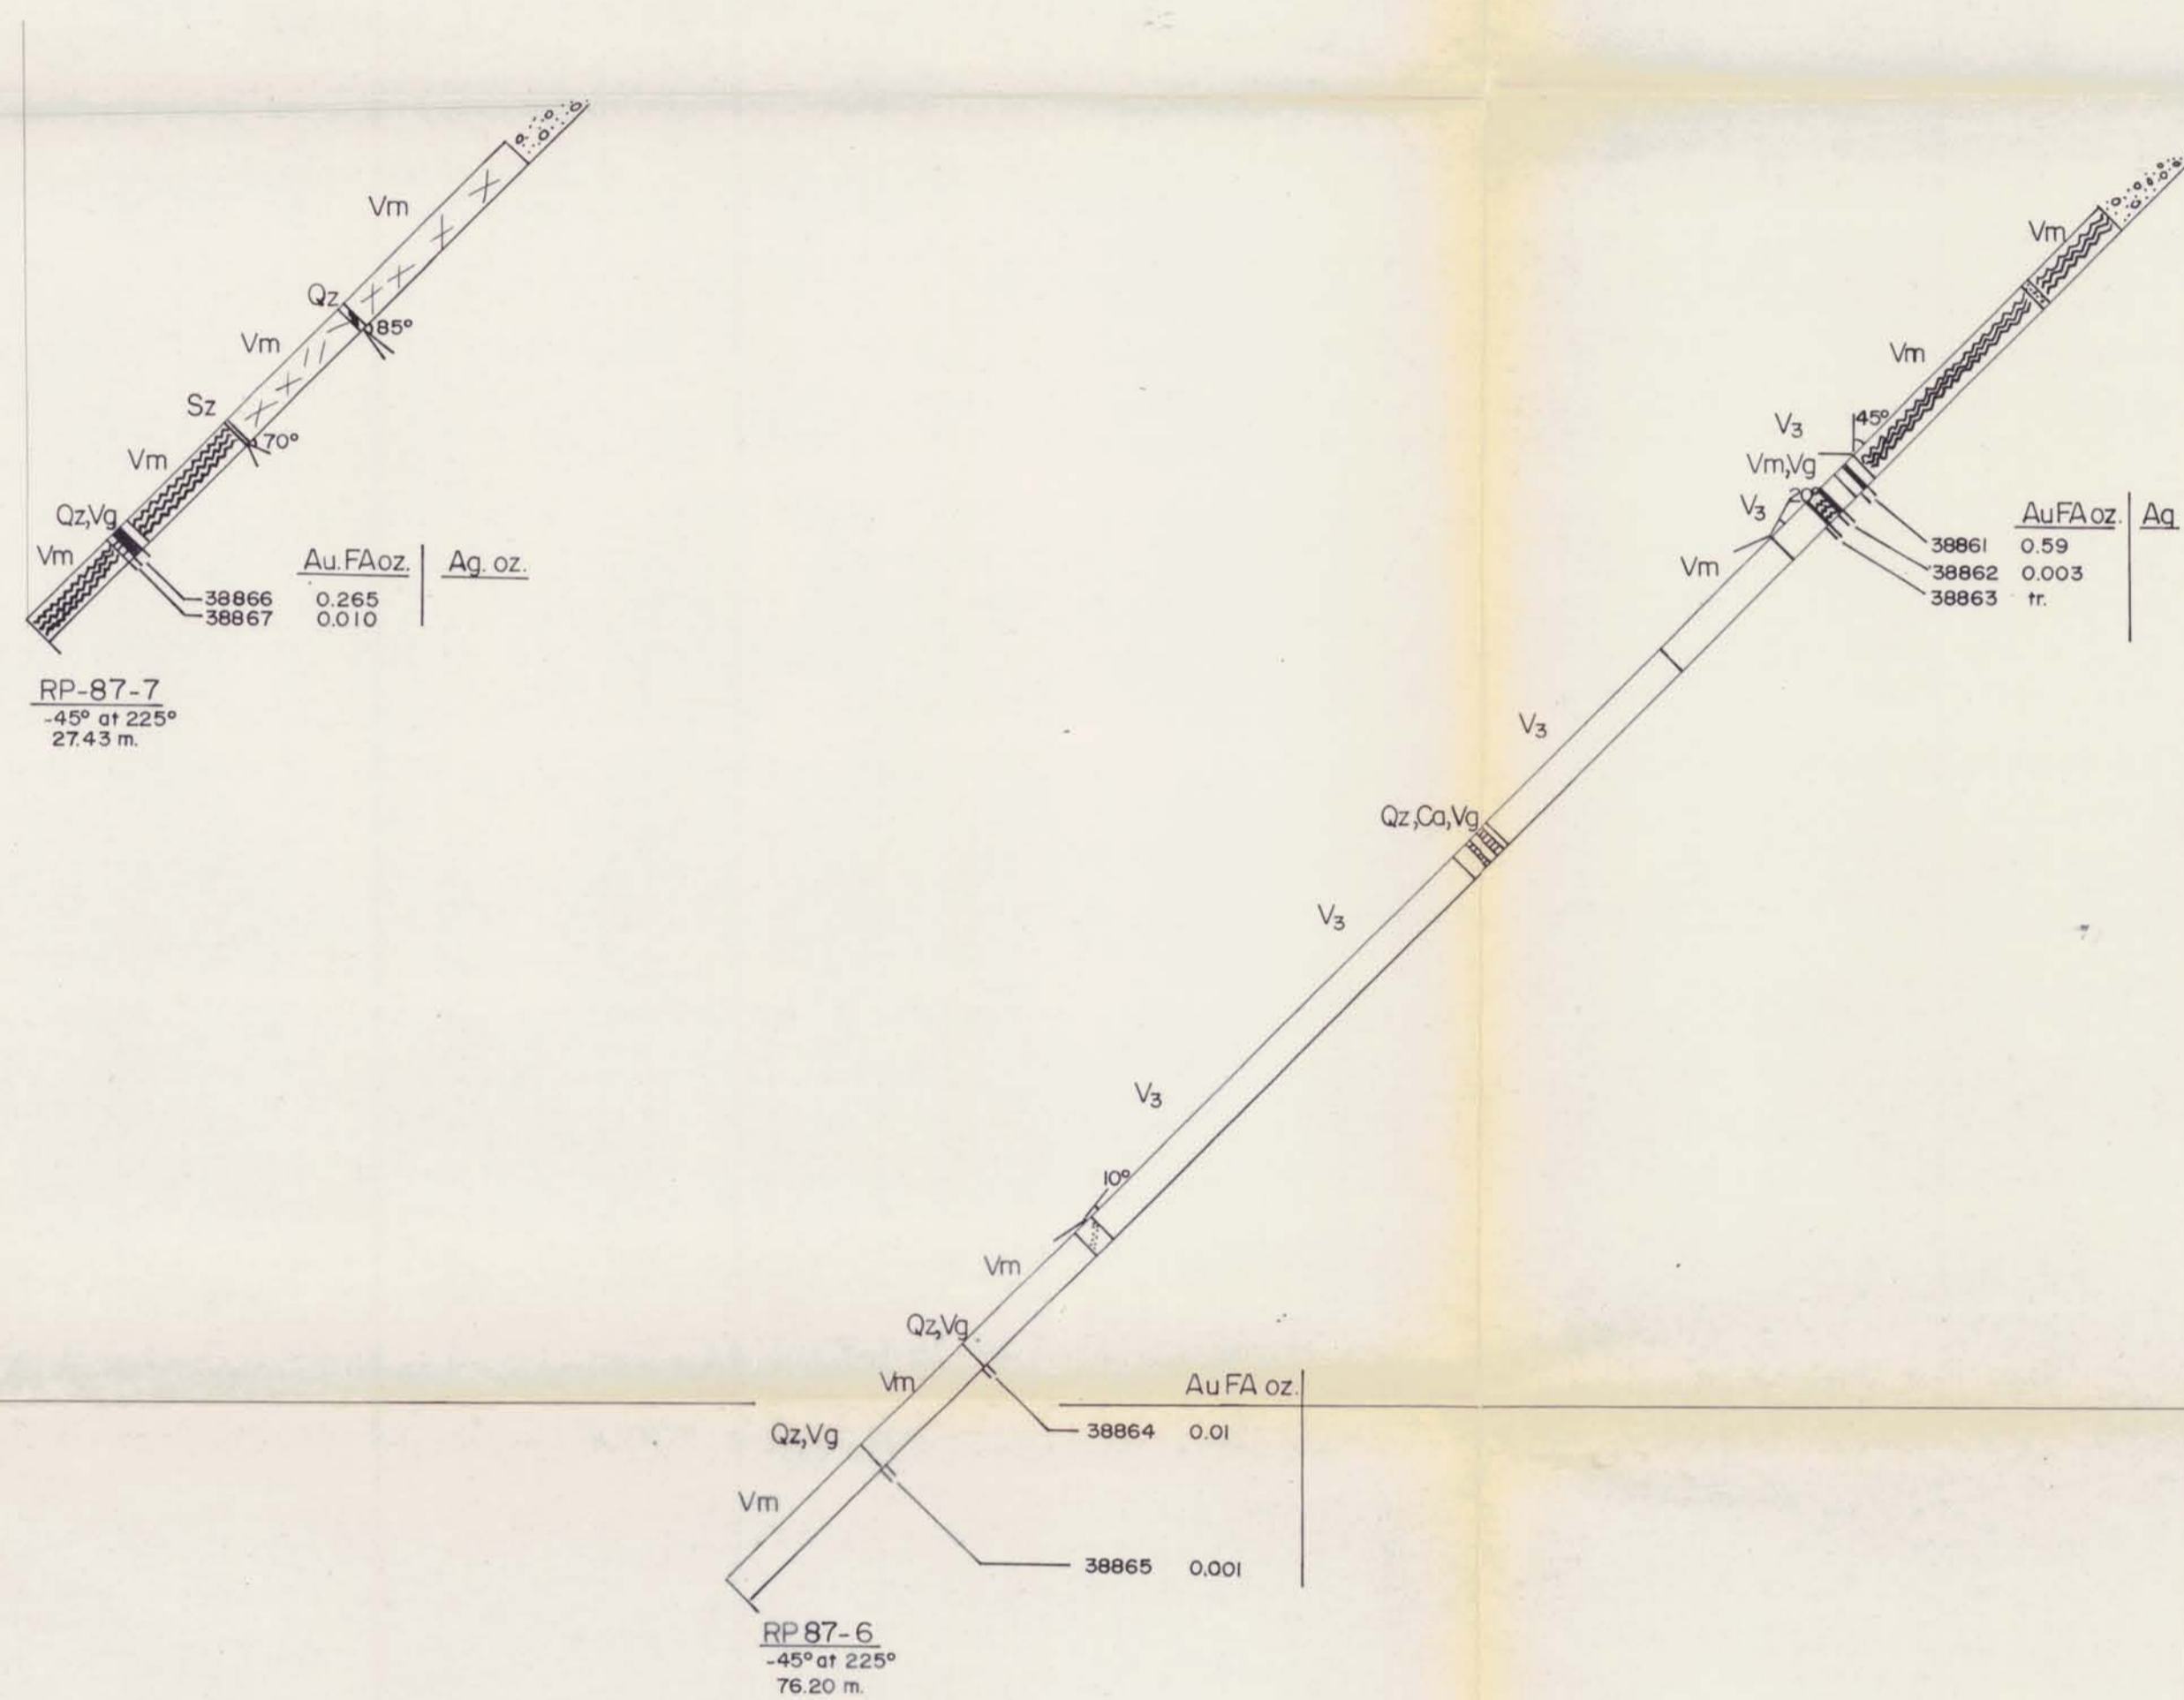 Vm
Qz
85°
Vm
Sz
70°
Vm
Qz,Vg
Vm
Au.FAoz. Ag. oz.
38866 0.265
38867 0.010
RP-87-7
-45° at 225°
27.43 m.
Vm
Vm
45°
V3
Vm,Vg
20°
V3
Vm
AuFA oz. Ag
38861 0.59
38862 0.003
38863 tr.
V3
Qz,Ca,Vg
V3
V3
10°
Vm
Qz,Vg
Vm
AuFA oz.
38864 0.01
Qz,Vg
Vm
38865 0.001
RP 87-6
-45° at 225°
76.20 m.